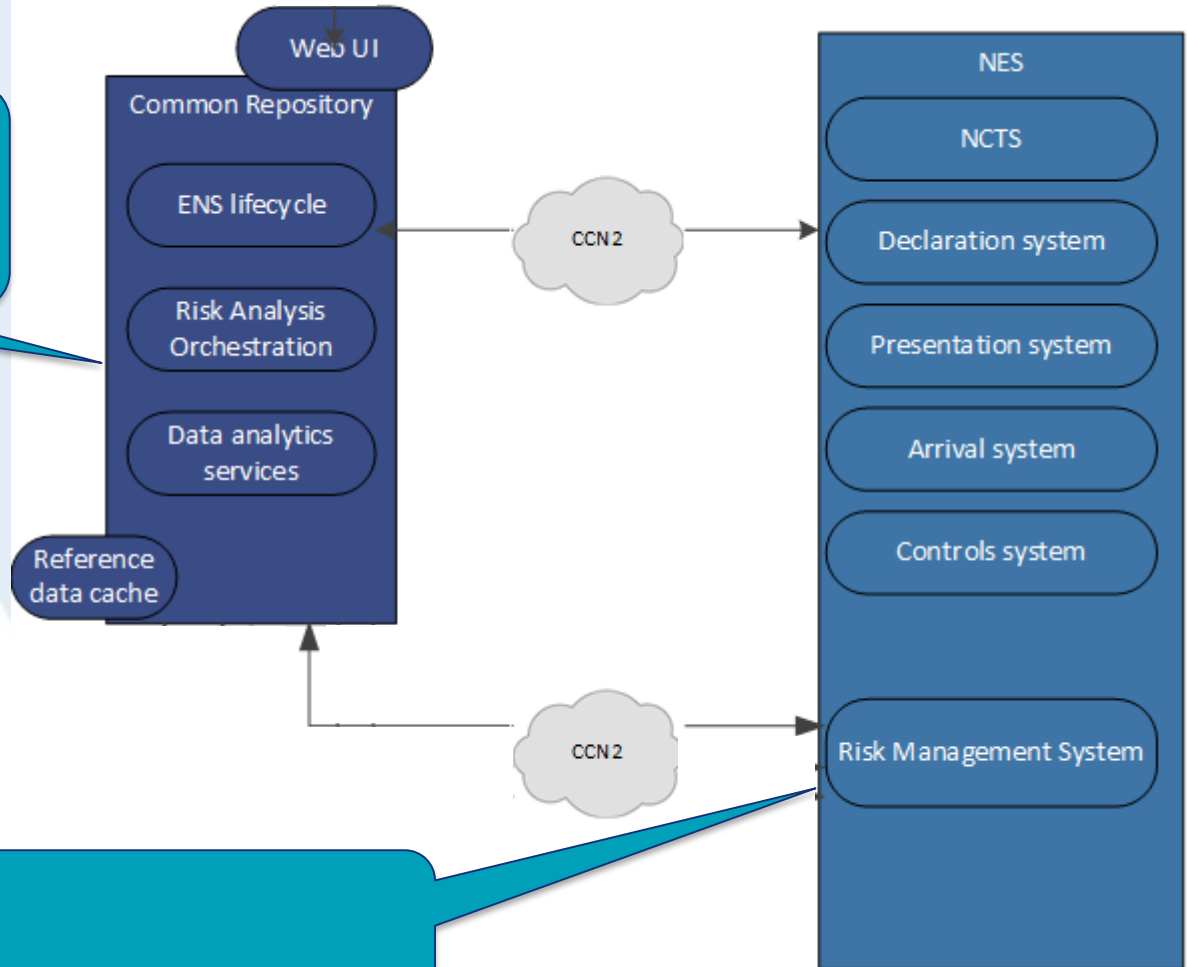 Web UI
Common Repository
ENS lifecycle
Risk Analysis
Orchestration
Data analytics
services
Reference
data cache
CCN2
CCN2
NES
NCTS
Declaration system
Presentation system
Arrival system
Controls system
Risk Management System